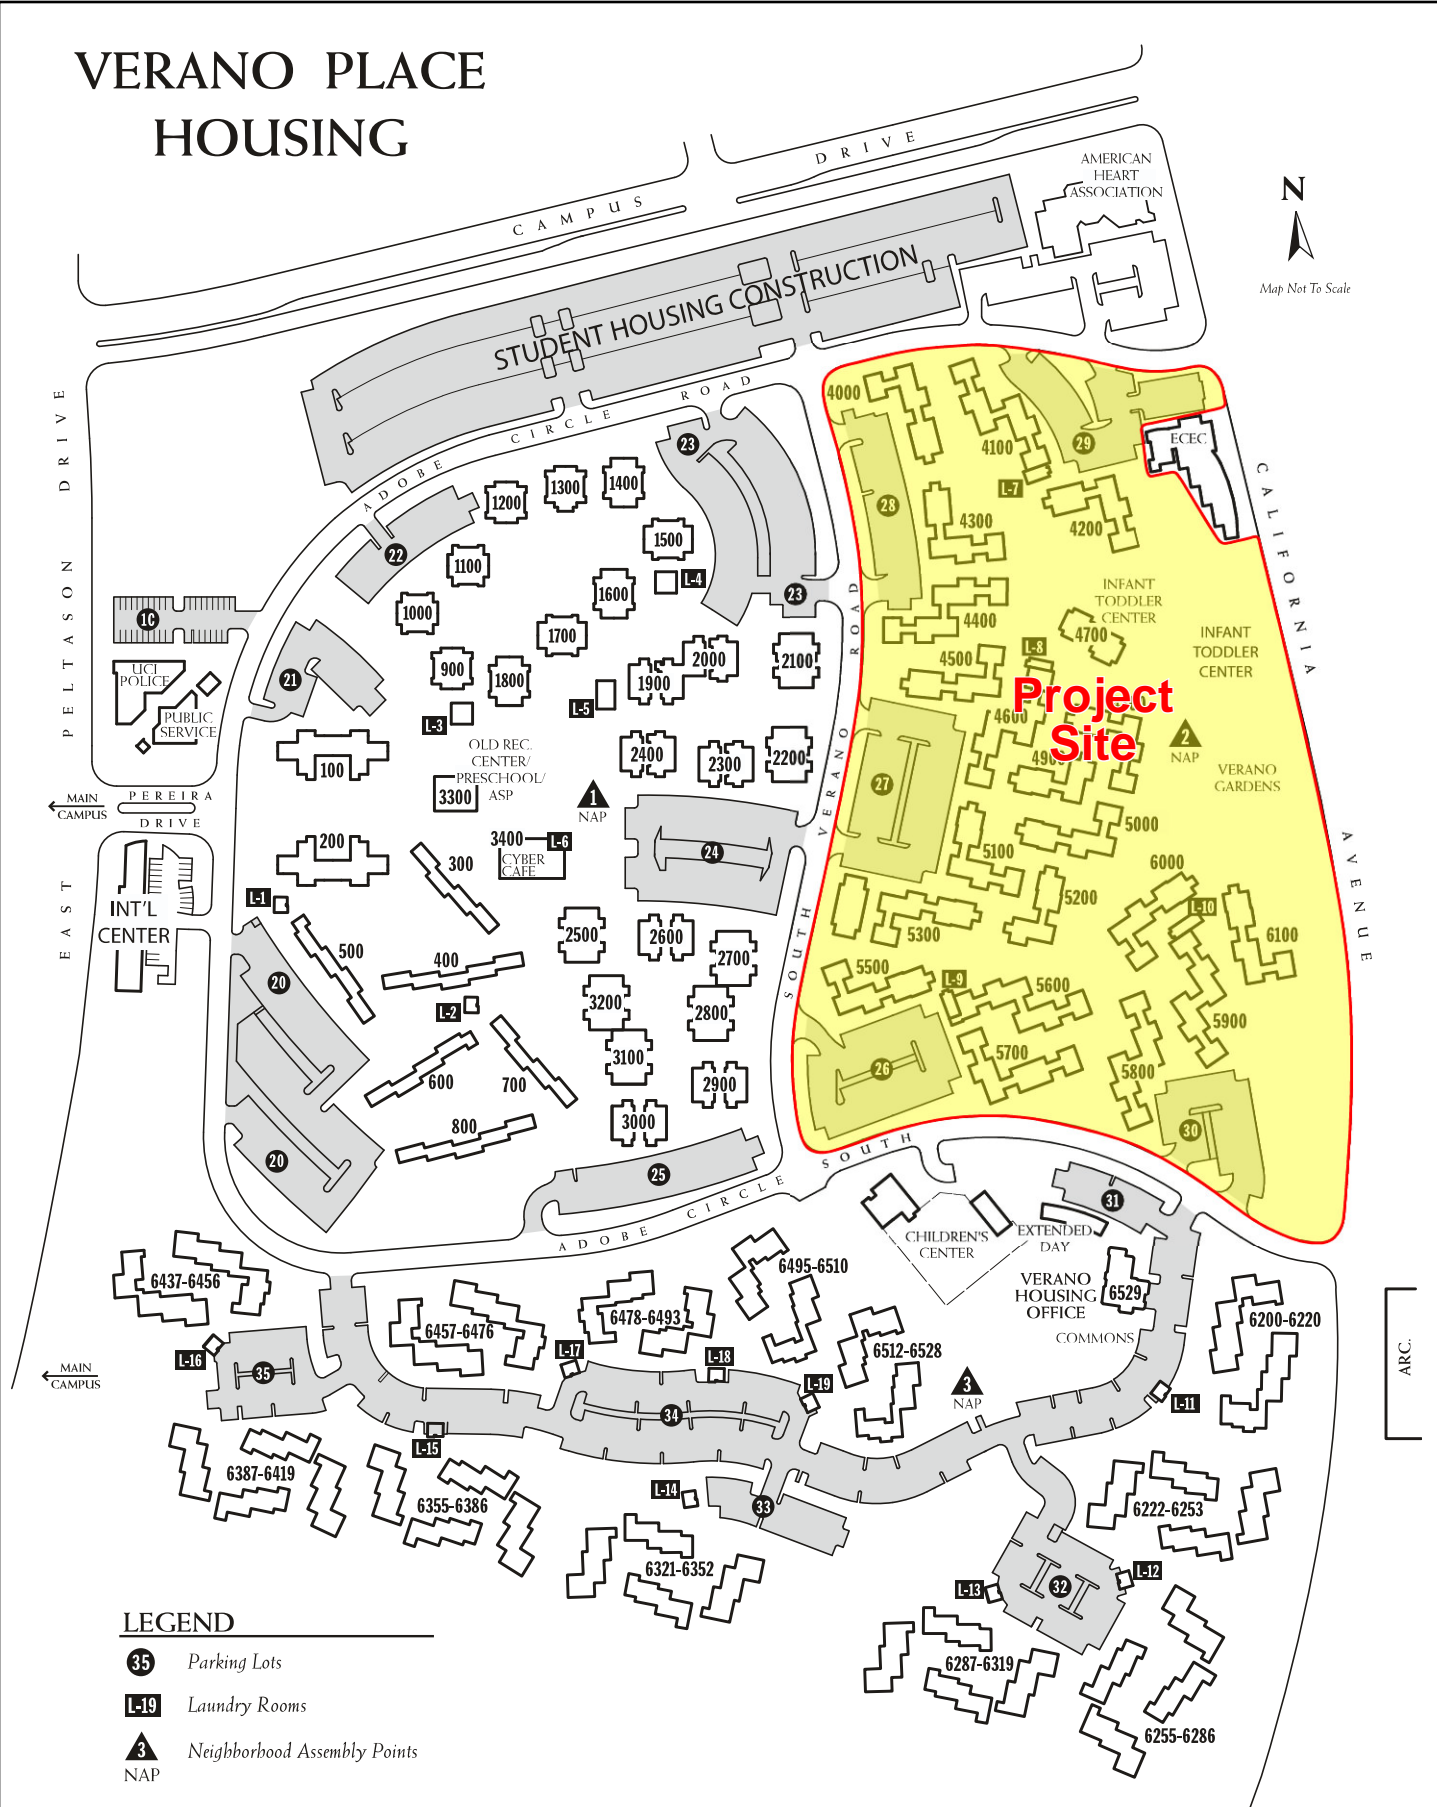 VERANO PLACE
HOUSING
CAMPUS DRIVE
AMERICAN
HEART
ASSOCIATION
N
Map Not To Scale
STUDENT HOUSING CONSTRUCTION
ADOBE CIRCLE ROAD
EAST PELTASON DRIVE
CALIFORNIA AVENUE
SOUTH VERANO ROAD
4000
4100
29
ECEC
L-7
28
4300
4200
23
1200
1300
1400
22
1500
1100
L-4
1600
23
1000
1C
1700
INFANT
TODDLER
CENTER
4400
4700
INFANT
TODDLER
CENTER
L-8
4500
UCI
POLICE
21
900
1800
1900
2000
2100
PUBLIC
SERVICE
L-3
L-5
Project
Site
4600
4900
2
NAP
OLD REC.
CENTER/
PRESCHOOL/
ASP
3300
100
2400
2300
2200
VERANO
GARDENS
27
MAIN
CAMPUS
PEREIRA
DRIVE
1
NAP
200
3400
L-6
CYBER
CAFE
24
300
5000
5100
6000
INT'L
CENTER
L-1
5200
L-10
5300
6100
500
400
2500
2600
2700
20
L-2
5500
L-9
5600
3200
2800
5900
3100
5700
26
5800
600
700
2900
800
3000
30
20
25
ADOBE CIRCLE SOUTH
31
CHILDREN'S
CENTER
EXTENDED
DAY
VERANO
HOUSING
OFFICE
6529
COMMONS
6437-6456
6495-6510
6457-6476
6478-6493
6512-6528
6200-6220
ARC.
L-16
L-17
L-18
L-19
MAIN
CAMPUS
35
34
3
NAP
L-11
L-15
6387-6419
6355-6386
L-14
33
6222-6253
6321-6352
L-13
32
L-12
6287-6319
6255-6286
LEGEND
35 Parking Lots
L-19 Laundry Rooms
3 Neighborhood Assembly Points
NAP